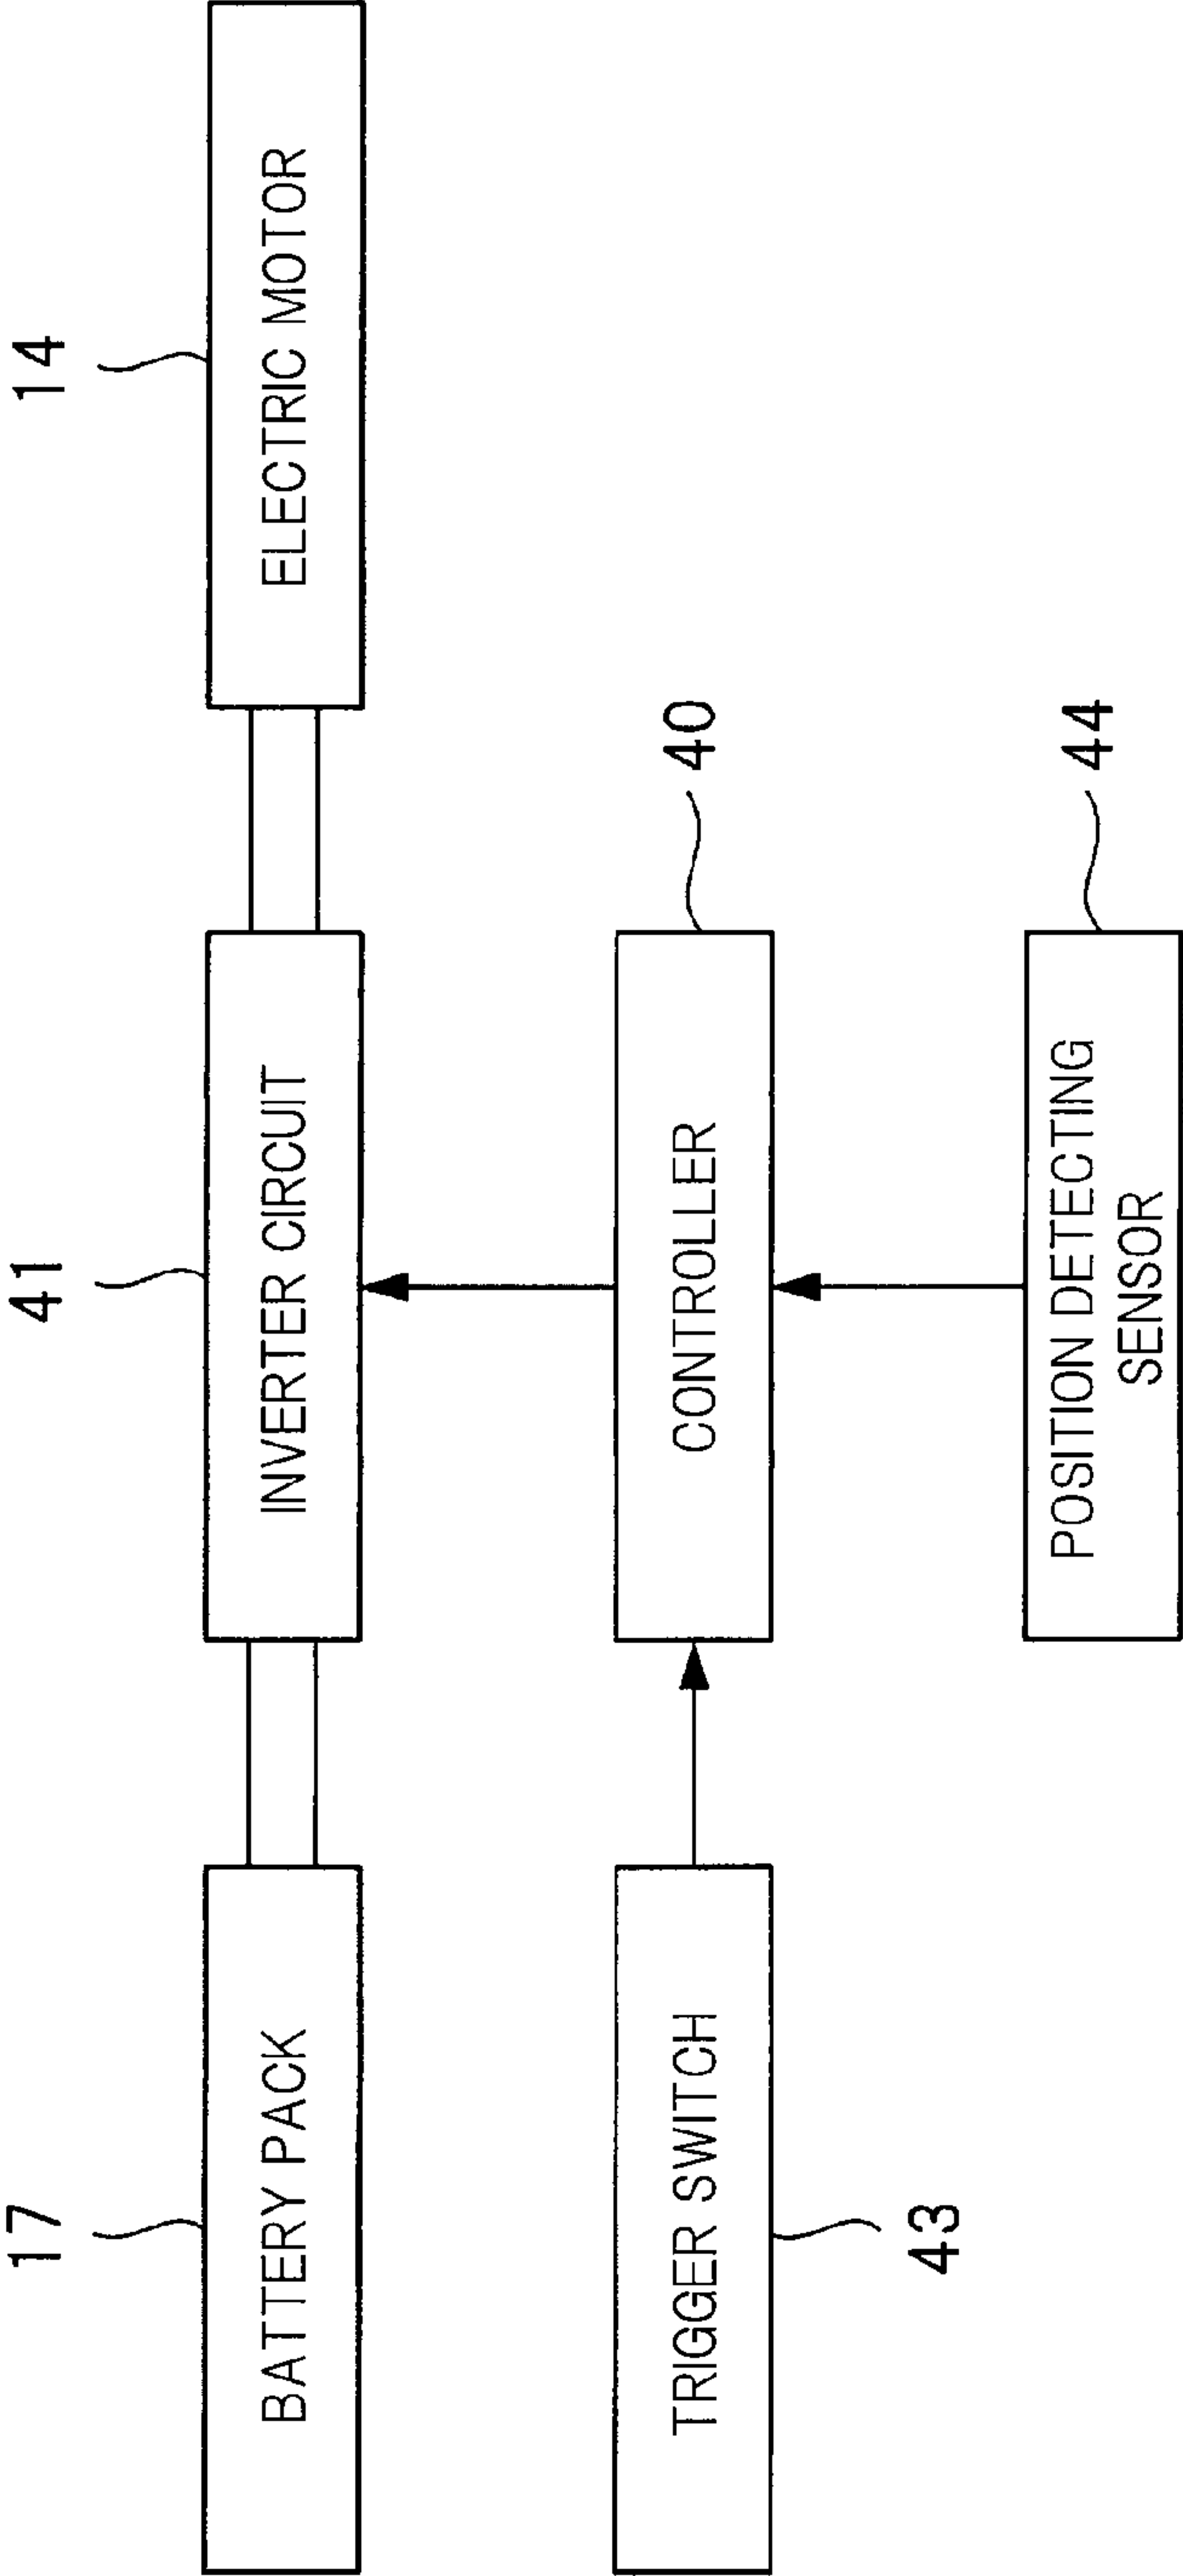 17
41
14
BATTERY PACK
INVERTER CIRCUIT
ELECTRIC MOTOR
40
TRIGGER SWITCH
CONTROLLER
43
44
POSITION DETECTING
SENSOR